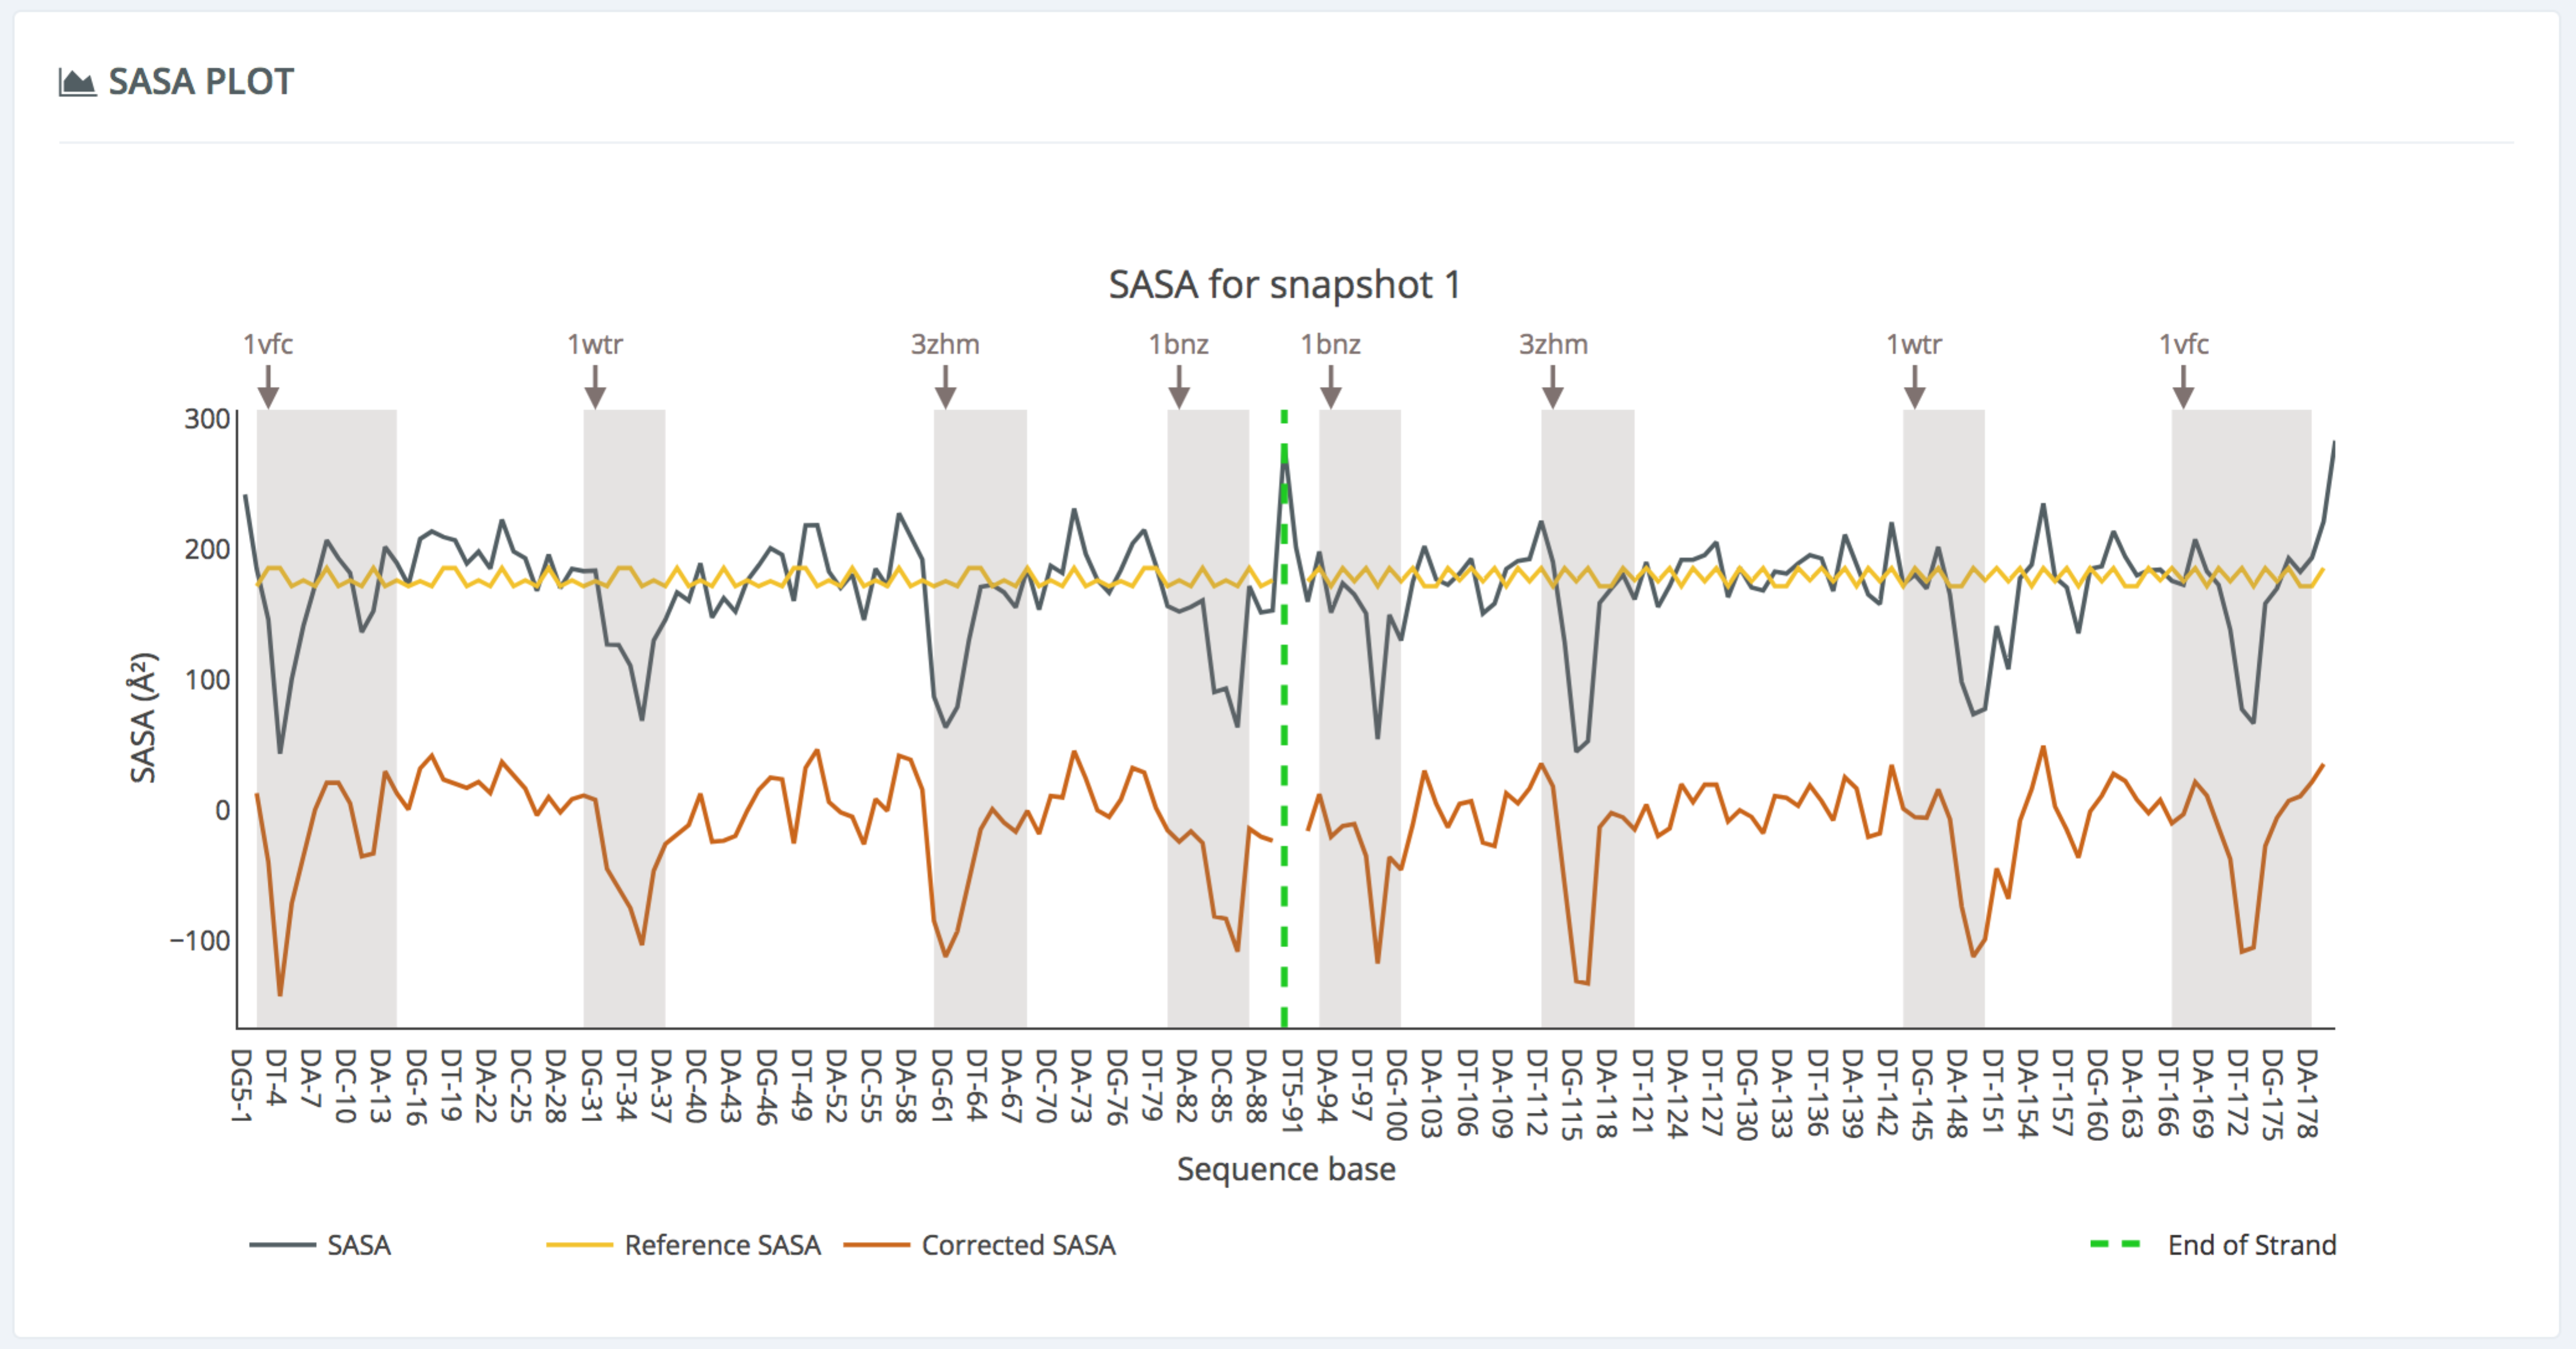 SASA PLOT
SASA for snapshot 1
1vfc 1wtr 3zhm 1bnz 1bnz 3zhm 1wtr 1vfc
300
200
100
0
−100
SASA (Å²)
DG5-1 DT-4 DA-7 DC-10 DA-13 DG-16 DT-19 DA-22 DC-25 DA-28 DG-31 DT-34 DA-37 DC-40 DA-43 DG-46 DT-49 DA-52 DC-55 DA-58 DG-61 DT-64 DA-67 DC-70 DA-73 DG-76 DT-79 DA-82 DC-85 DA-88 DT5-91 DA-94 DT-97 DG-100 DA-103 DT-106 DA-109 DT-112 DG-115 DA-118 DT-121 DA-124 DT-127 DG-130 DA-133 DT-136 DA-139 DT-142 DG-145 DA-148 DT-151 DA-154 DT-157 DG-160 DA-163 DT-166 DA-169 DT-172 DG-175 DA-178
Sequence base
SASA Reference SASA Corrected SASA End of Strand